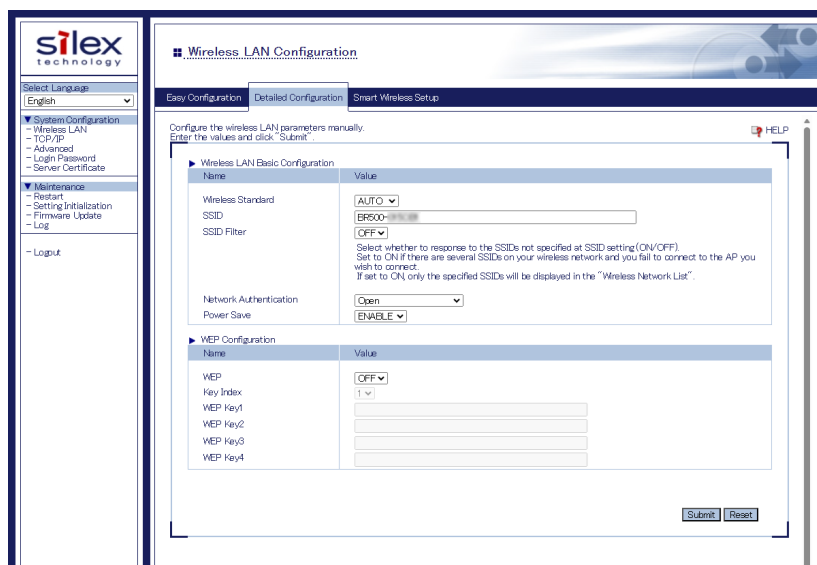 silex
technology
Wireless LAN Configuration
Select Language
English
Easy Configuration Detailed Configuration Smart Wireless Setup
▼ System Configuration
- Wireless LAN
- TCP/IP
- Advanced
- Login Password
- Server Certificate
▼ Maintenance
- Restart
- Setting Initialization
- Firmware Update
- Log
- Logout
Configure the wireless LAN parameters manually.
Enter the values and click "Submit".
HELP
▶ Wireless LAN Basic Configuration
Name Value
Wireless Standard AUTO
SSID BR500-
SSID Filter OFF
Select whether to response to the SSIDs not specified at SSID setting(ON/OFF).
Set to ON if there are several SSIDs on your wireless network and you fail to connect to the AP you
wish to connect.
If set to ON, only the specified SSIDs will be displayed in the "Wireless Network List".
Network Authentication Open
Power Save ENABLE
▶ WEP Configuration
Name Value
WEP OFF
Key Index 1
WEP Key1
WEP Key2
WEP Key3
WEP Key4
Submit Reset